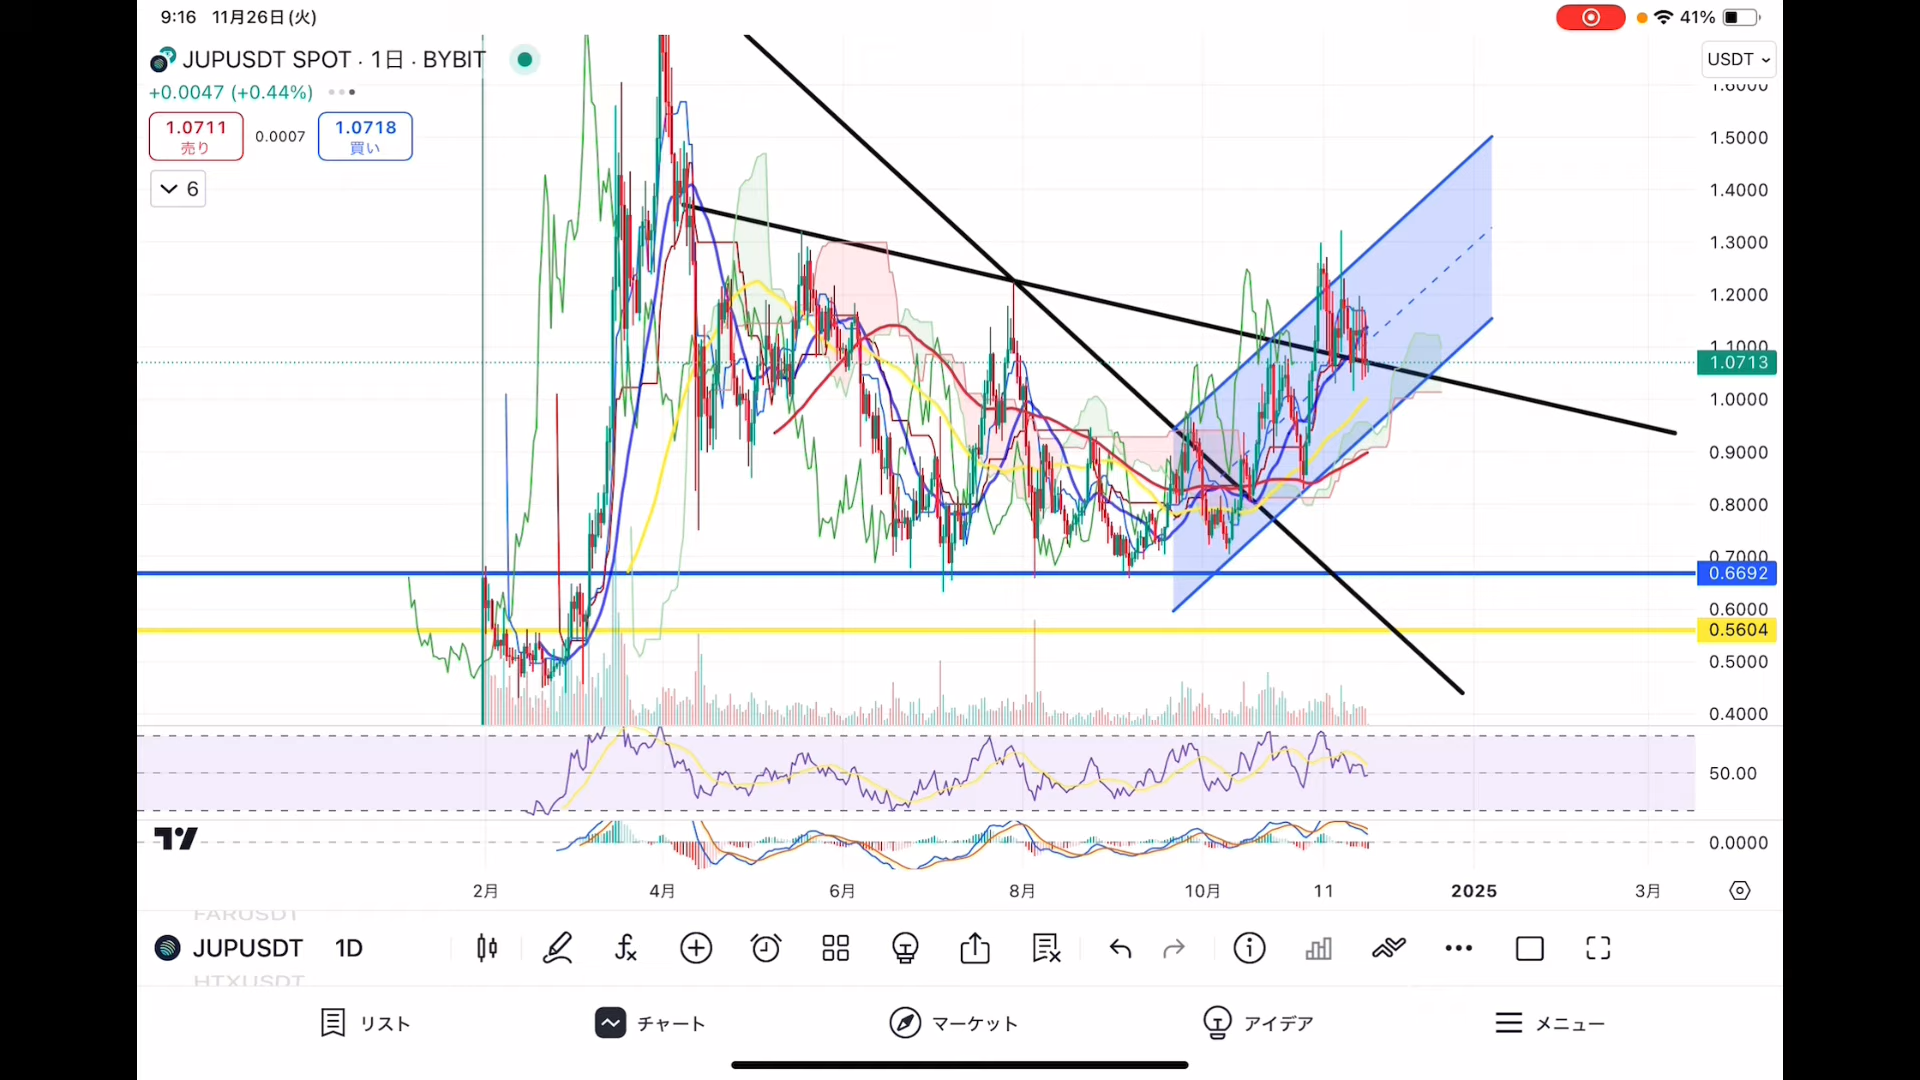 9:16 11月26日(火)
41%
JUPUSDT SPOT · 1日 · BYBIT
USDT
+0.0047 (+0.44%)
1.0711
売り
0.0007
1.0718
買い
6
1.6000
1.5000
1.4000
1.3000
1.2000
1.1000
1.0713
1.0000
0.9000
0.8000
0.7000
0.6692
0.6000
0.5604
0.5000
0.4000
50.00
0.0000
2月 4月 6月 8月 10月 11 2025 3月
FARUSDT
JUPUSDT 1D
HTXUSDT
リスト チャート マーケット アイデア メニュー